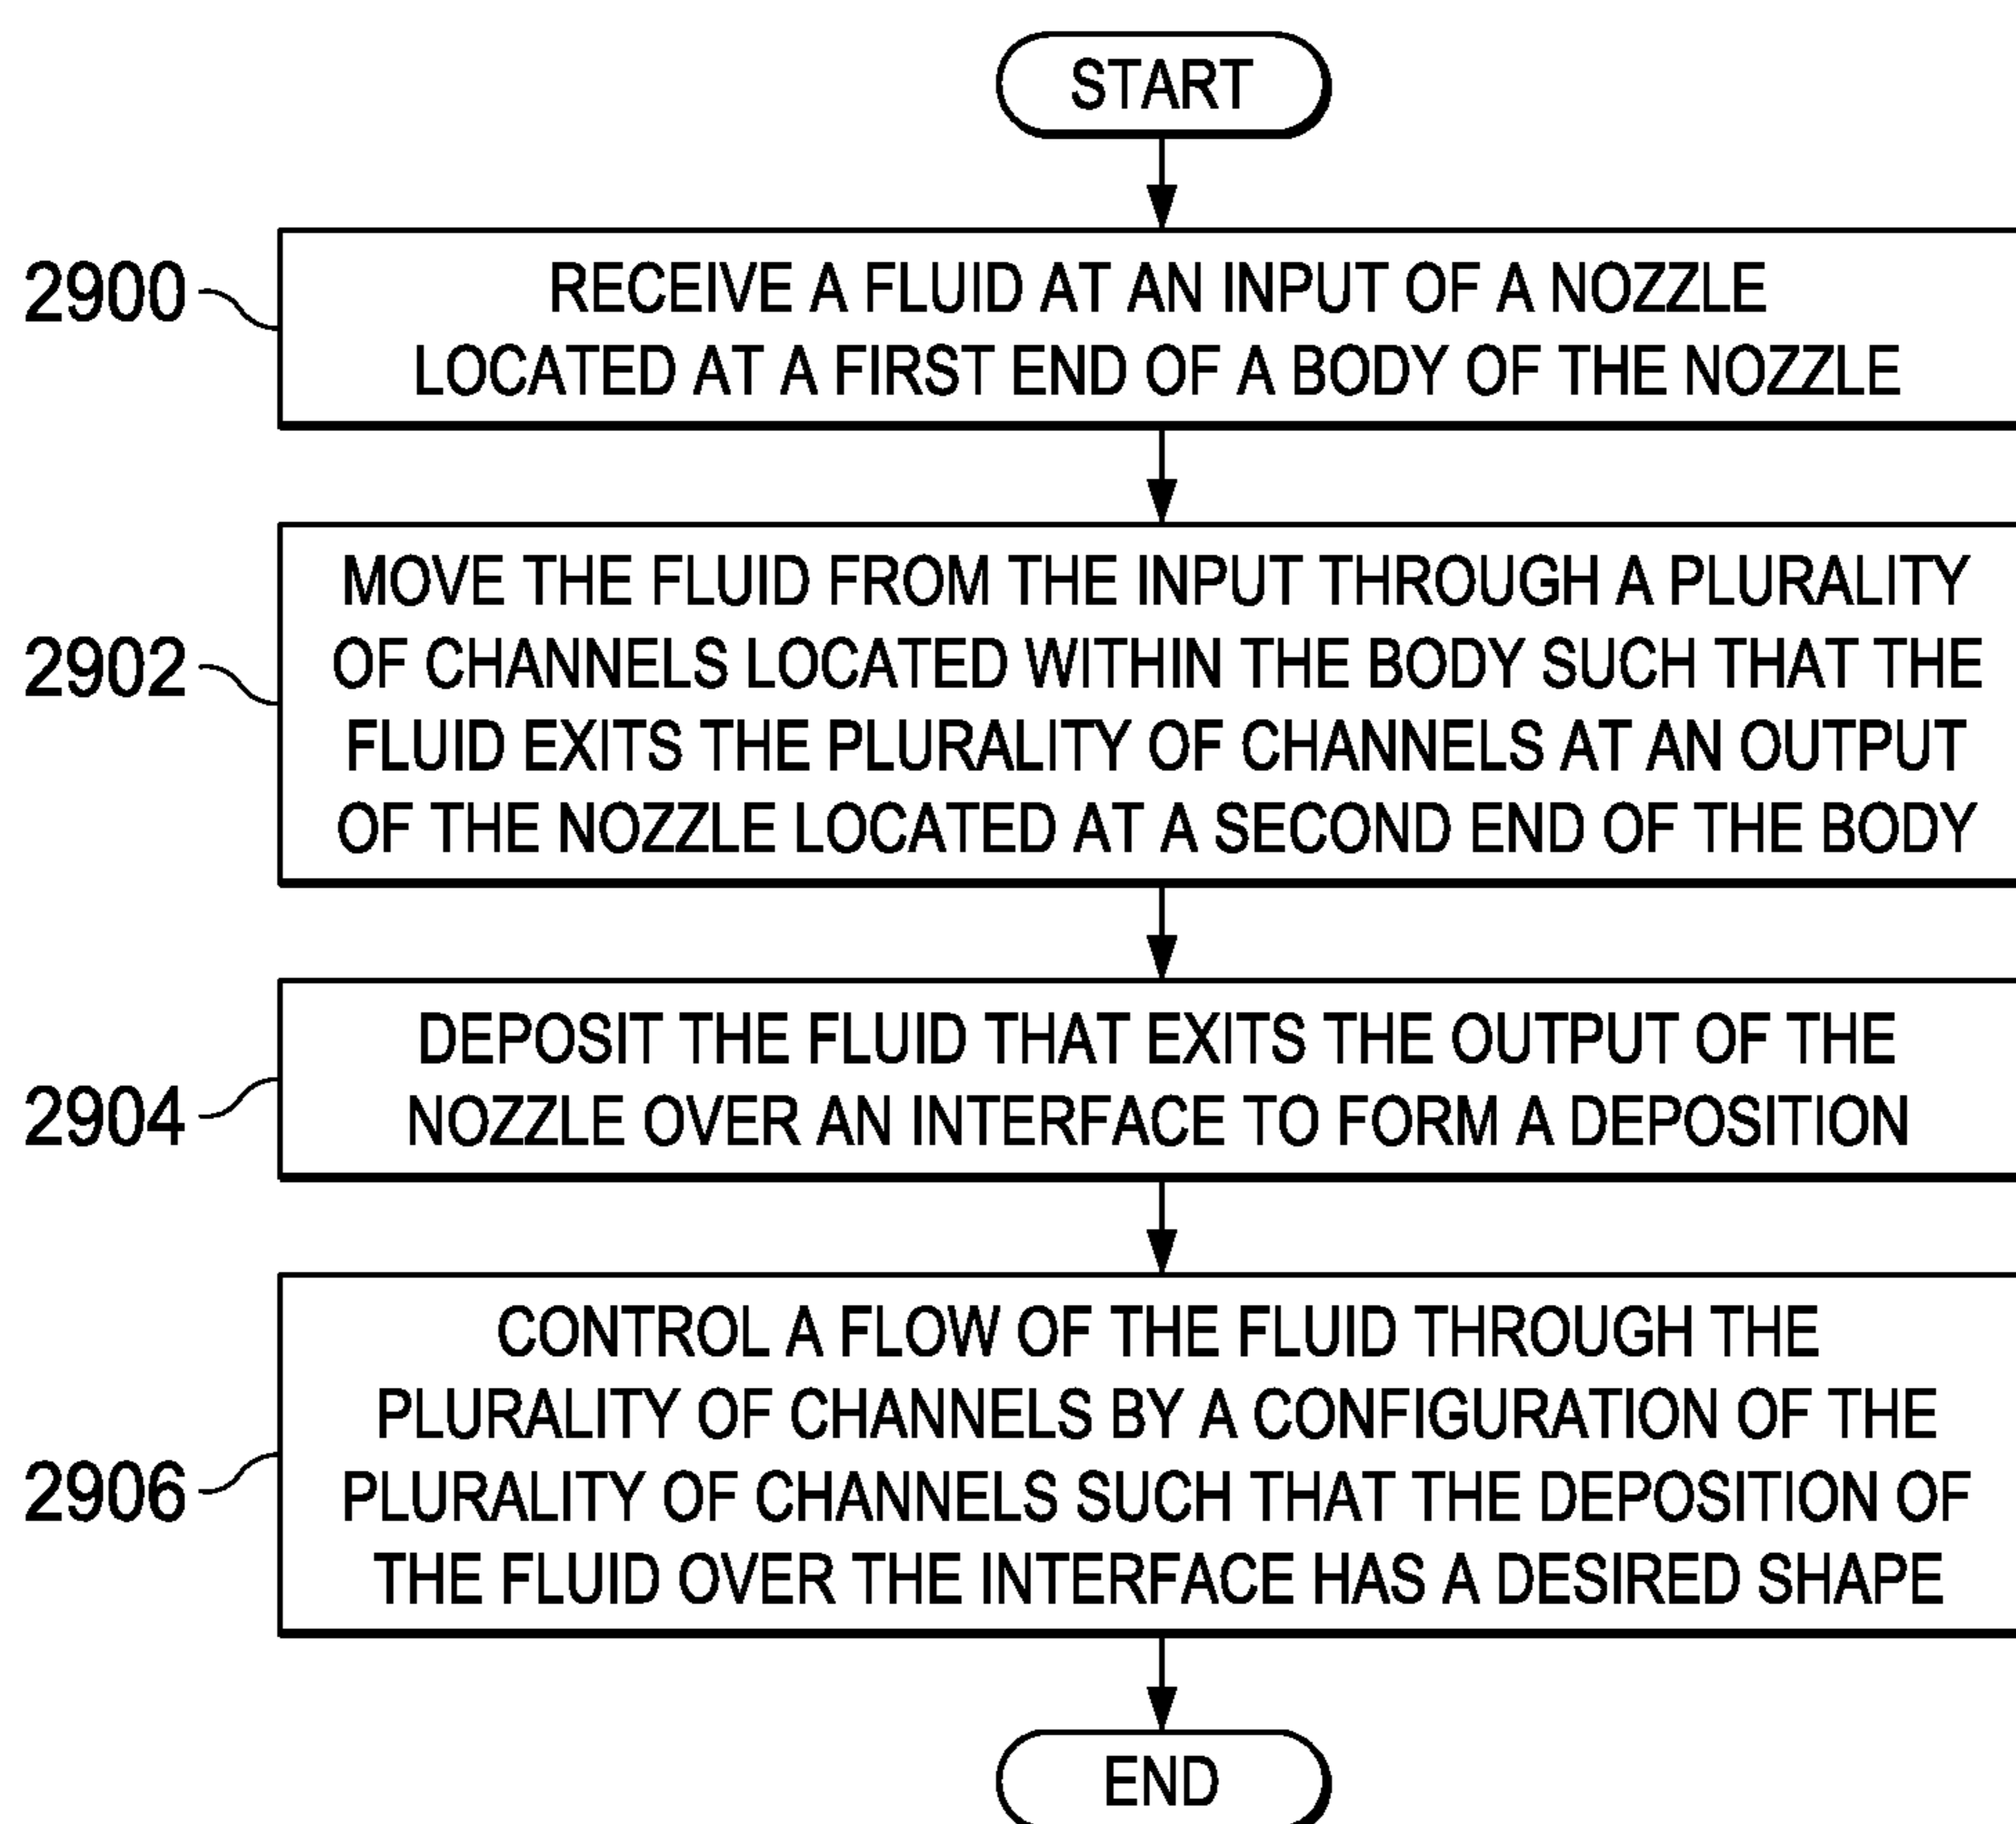 START
2900
RECEIVE A FLUID AT AN INPUT OF A NOZZLE
LOCATED AT A FIRST END OF A BODY OF THE NOZZLE
2902
MOVE THE FLUID FROM THE INPUT THROUGH A PLURALITY
OF CHANNELS LOCATED WITHIN THE BODY SUCH THAT THE
FLUID EXITS THE PLURALITY OF CHANNELS AT AN OUTPUT
OF THE NOZZLE LOCATED AT A SECOND END OF THE BODY
2904
DEPOSIT THE FLUID THAT EXITS THE OUTPUT OF THE
NOZZLE OVER AN INTERFACE TO FORM A DEPOSITION
2906
CONTROL A FLOW OF THE FLUID THROUGH THE
PLURALITY OF CHANNELS BY A CONFIGURATION OF THE
PLURALITY OF CHANNELS SUCH THAT THE DEPOSITION OF
THE FLUID OVER THE INTERFACE HAS A DESIRED SHAPE
END